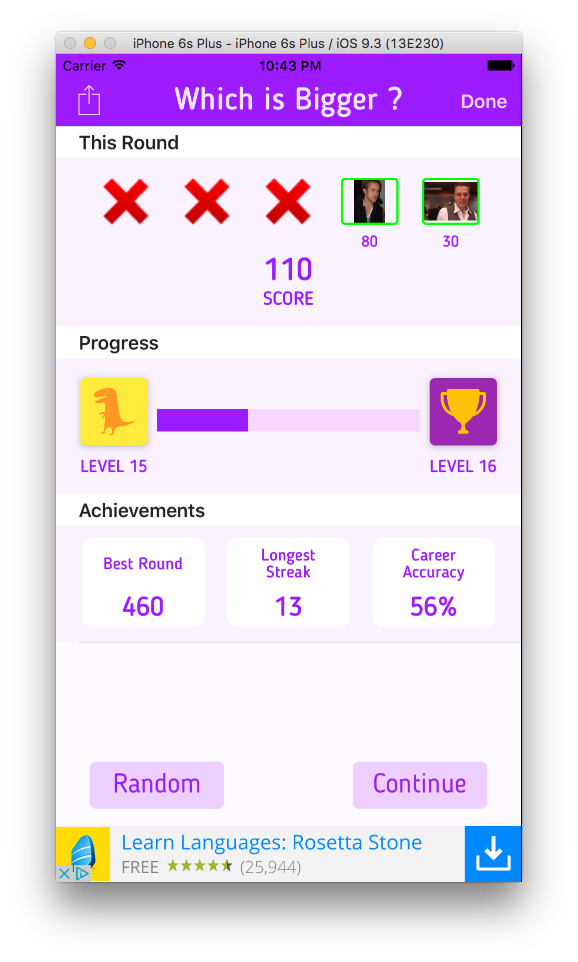 iPhone 6s Plus - iPhone 6s Plus / iOS 9.3 (13E230)
Carrier 10:43 PM
Which is Bigger ? Done
This Round
80 30
110
SCORE
Progress
LEVEL 15 LEVEL 16
Achievements
Best Round
460
Longest
Streak
13
Career
Accuracy
56%
Random Continue
Learn Languages: Rosetta Stone
FREE (25,944)